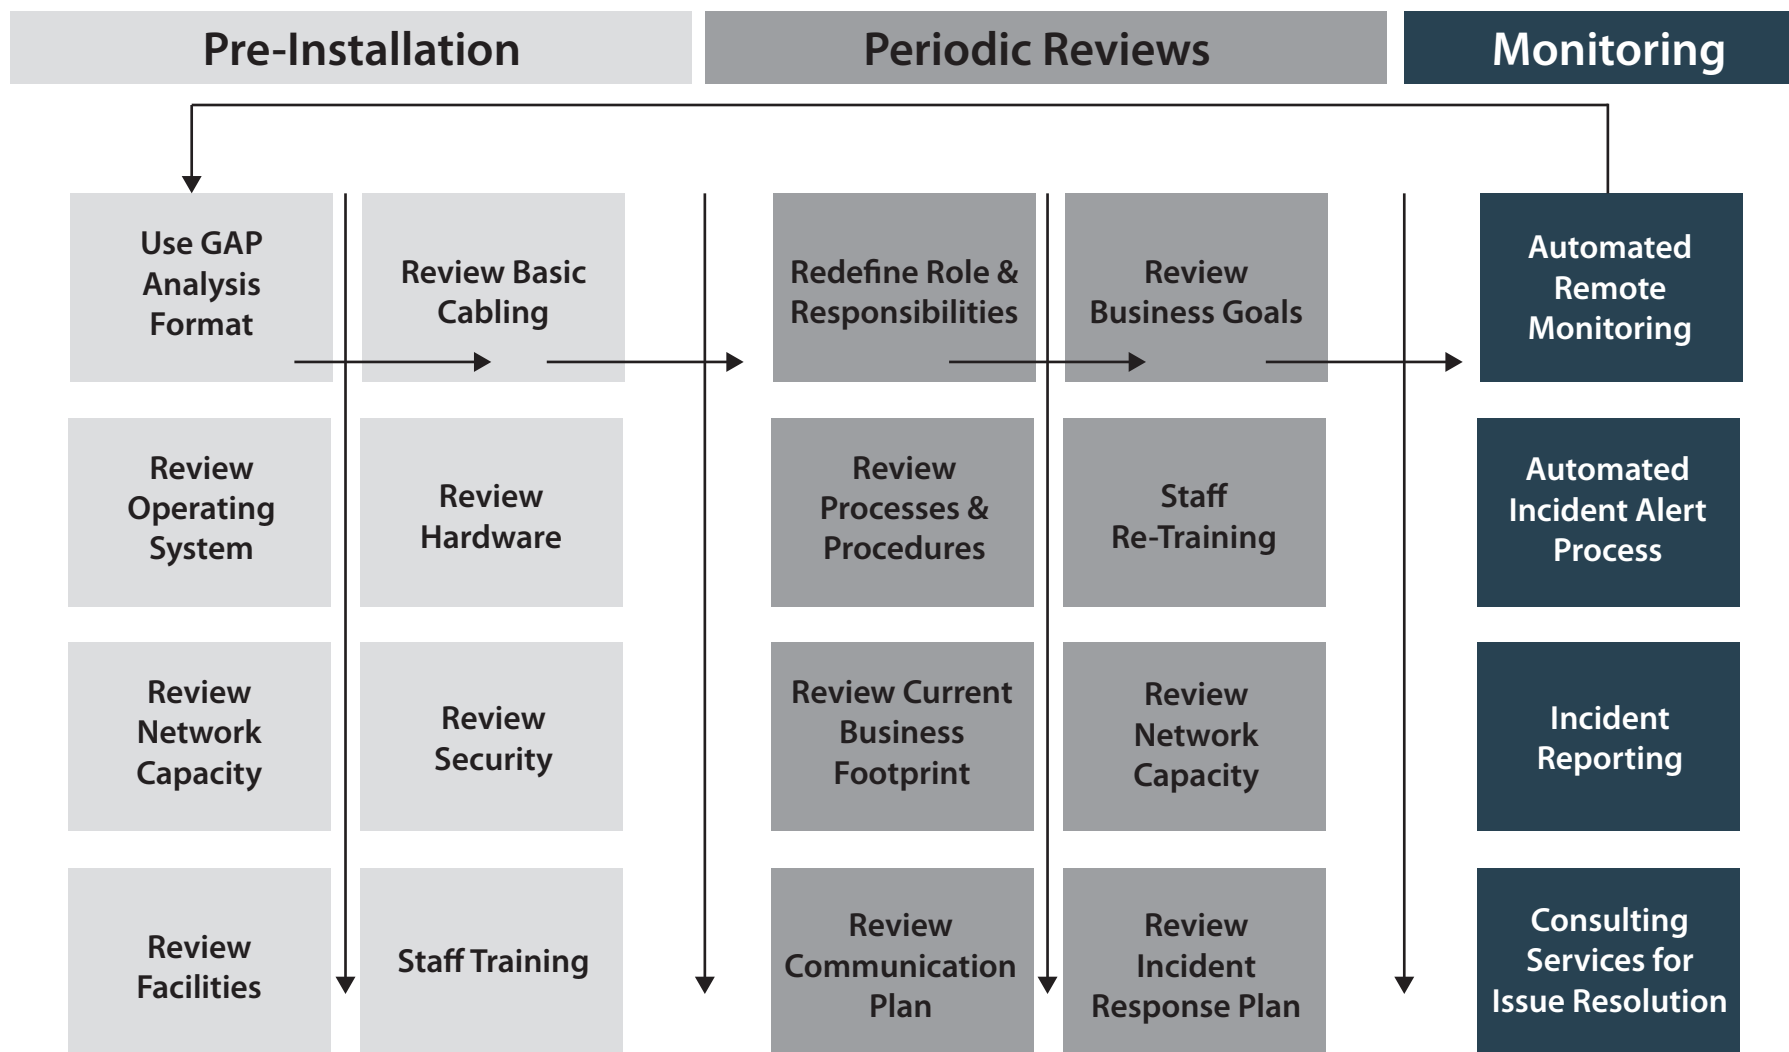 Pre-Installation
Periodic Reviews
Monitoring
Use GAP
Analysis
Format
Review Basic
Cabling
Redefine Role &
Responsibilities
Review
Business Goals
Automated
Remote
Monitoring
Review
Operating
System
Review
Hardware
Review
Processes &
Procedures
Staff
Re-Training
Automated
Incident Alert
Process
Review
Network
Capacity
Review
Security
Review Current
Business
Footprint
Review
Network
Capacity
Incident
Reporting
Review
Facilities
Staff Training
Review
Communication
Plan
Review
Incident
Response Plan
Consulting
Services for
Issue Resolution